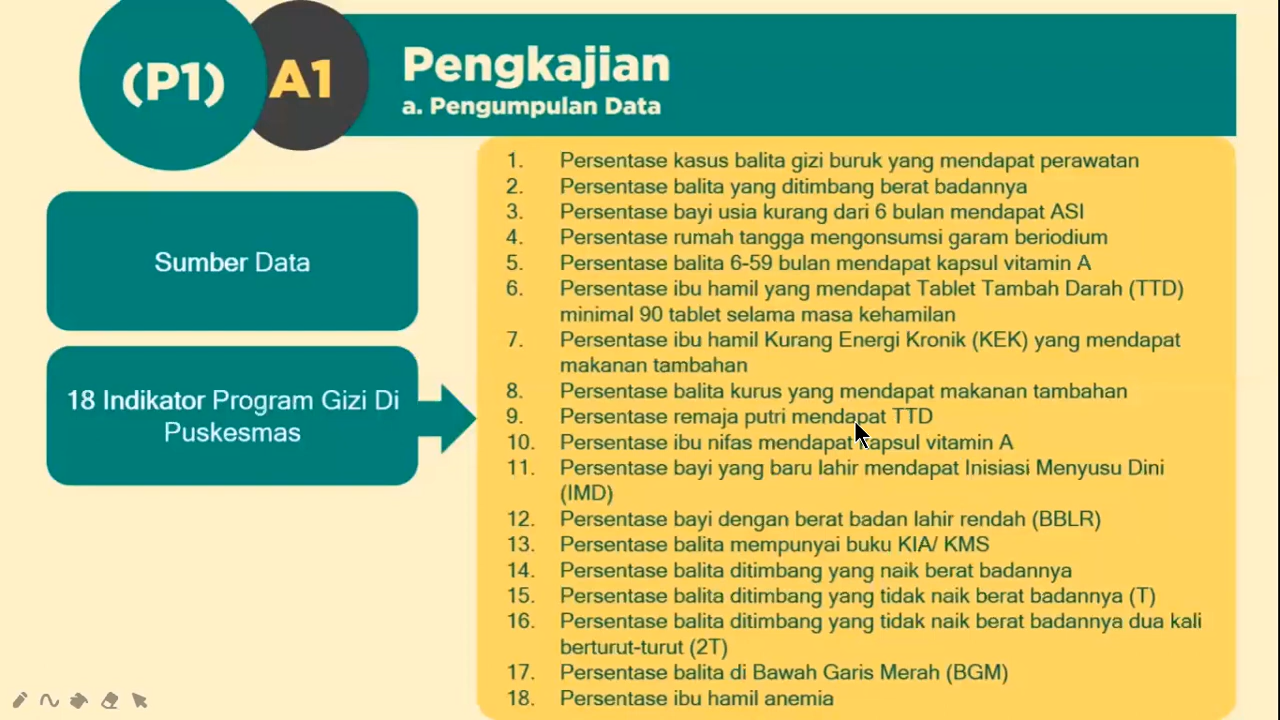 (P1)
A1
Pengkajian
a. Pengumpulan Data
Sumber Data
18 Indikator Program Gizi Di
Puskesmas
1. Persentase kasus balita gizi buruk yang mendapat perawatan
2. Persentase balita yang ditimbang berat badannya
3. Persentase bayi usia kurang dari 6 bulan mendapat ASI
4. Persentase rumah tangga mengonsumsi garam beriodium
5. Persentase balita 6-59 bulan mendapat kapsul vitamin A
6. Persentase ibu hamil yang mendapat Tablet Tambah Darah (TTD)
minimal 90 tablet selama masa kehamilan
7. Persentase ibu hamil Kurang Energi Kronik (KEK) yang mendapat
makanan tambahan
8. Persentase balita kurus yang mendapat makanan tambahan
9. Persentase remaja putri mendapat TTD
10. Persentase ibu nifas mendapat kapsul vitamin A
11. Persentase bayi yang baru lahir mendapat Inisiasi Menyusu Dini
(IMD)
12. Persentase bayi dengan berat badan lahir rendah (BBLR)
13. Persentase balita mempunyai buku KIA/ KMS
14. Persentase balita ditimbang yang naik berat badannya
15. Persentase balita ditimbang yang tidak naik berat badannya (T)
16. Persentase balita ditimbang yang tidak naik berat badannya dua kali
berturut-turut (2T)
17. Persentase balita di Bawah Garis Merah (BGM)
18. Persentase ibu hamil anemia